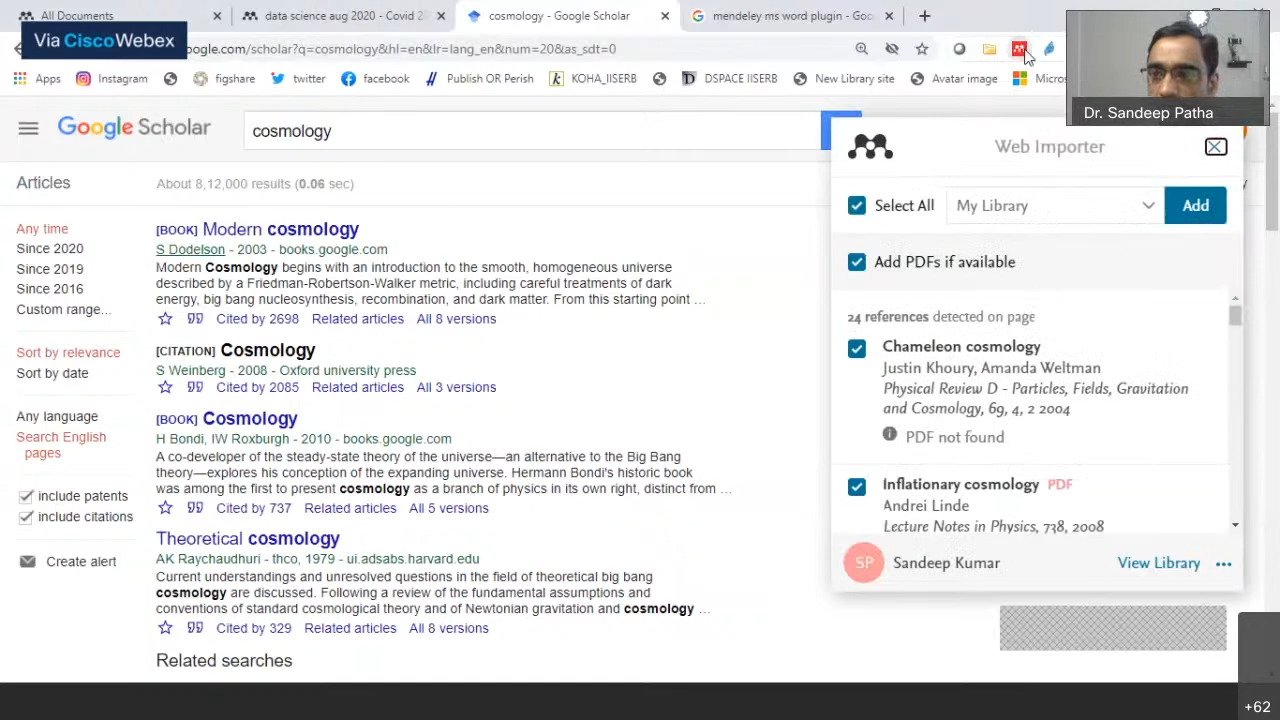 All Documents
data science aug 2020 - Covid 2
cosmology - Google Scholar
mendeley ms word plugin - Goo
Via CiscoWebex
google.com/scholar?q=cosmology&hl=en&lr=lang_en&num=20&as_sdt=0
Apps
Instagram
figshare
twitter
facebook
Publish OR Perish
KOHA_IISERB
DSPACE IISERB
New Library site
Avatar image
Micros
Dr. Sandeep Patha
Google Scholar
cosmology
Articles
About 8,12,000 results (0.06 sec)
Any time
Since 2020
Since 2019
Since 2016
Custom range...
Sort by relevance
Sort by date
Any language
Search English
pages
include patents
include citations
Create alert
[BOOK] Modern cosmology
S Dodelson - 2003 - books.google.com
Modern Cosmology begins with an introduction to the smooth, homogeneous universe
described by a Friedman-Robertson-Walker metric, including careful treatments of dark
energy, big bang nucleosynthesis, recombination, and dark matter. From this starting point ...
Cited by 2698 Related articles All 8 versions
[CITATION] Cosmology
S Weinberg - 2008 - Oxford university press
Cited by 2085 Related articles All 3 versions
[BOOK] Cosmology
H Bondi, IW Roxburgh - 2010 - books.google.com
A co-developer of the steady-state theory of the universe—an alternative to the Big Bang
theory—explores his conception of the expanding universe. Hermann Bondi's historic book
was among the first to present cosmology as a branch of physics in its own right, distinct from ...
Cited by 737 Related articles All 5 versions
Theoretical cosmology
AK Raychaudhuri - thco, 1979 - ui.adsabs.harvard.edu
Current understandings and unresolved questions in the field of theoretical big bang
cosmology are discussed. Following a review of the fundamental assumptions and
conventions of standard cosmological theory and of Newtonian gravitation and cosmology ...
Cited by 329 Related articles All 8 versions
Related searches
Web Importer
Select All
My Library
Add
Add PDFs if available
24 references detected on page
Chameleon cosmology
Justin Khoury, Amanda Weltman
Physical Review D - Particles, Fields, Gravitation
and Cosmology, 69, 4, 2 2004
PDF not found
Inflationary cosmology PDF
Andrei Linde
Lecture Notes in Physics, 738, 2008
SP
Sandeep Kumar
View Library
+62